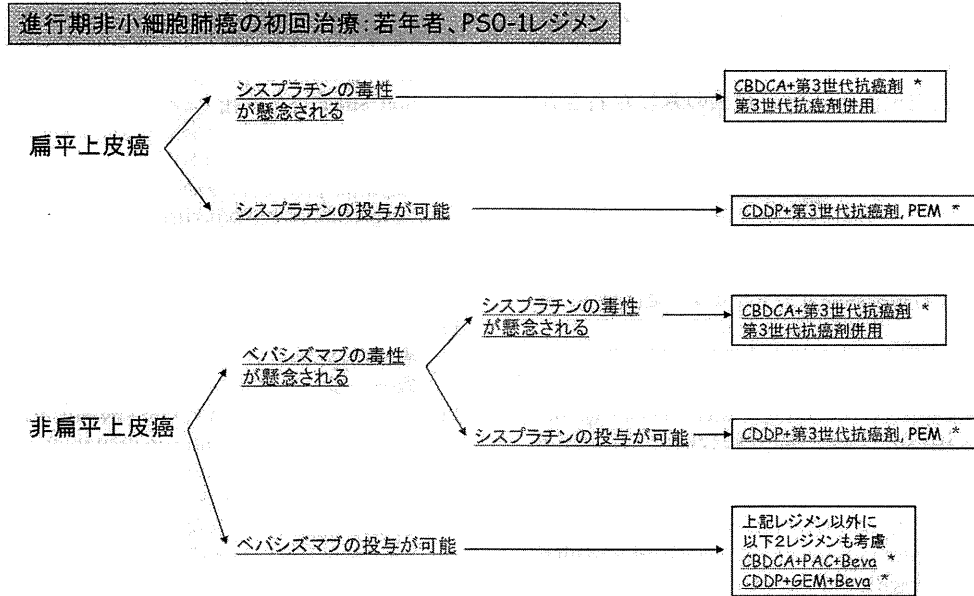 進行期非小細胞肺癌の初回治療:若年者、PS0-1レジメン
扁平上皮癌
シスプラチンの毒性
が懸念される
CBDCA+第3世代抗癌剤 *
第3世代抗癌剤併用
シスプラチンの投与が可能
CDDP+第3世代抗癌剤, PEM *
非扁平上皮癌
ベバシズマブの毒性
が懸念される
シスプラチンの毒性
が懸念される
CBDCA+第3世代抗癌剤 *
第3世代抗癌剤併用
シスプラチンの投与が可能
CDDP+第3世代抗癌剤, PEM *
ベバシズマブの投与が可能
上記レジメン以外に
以下2レジメンも考慮
CBDCA+PAC+Beva *
CDDP+GEM+Beva *